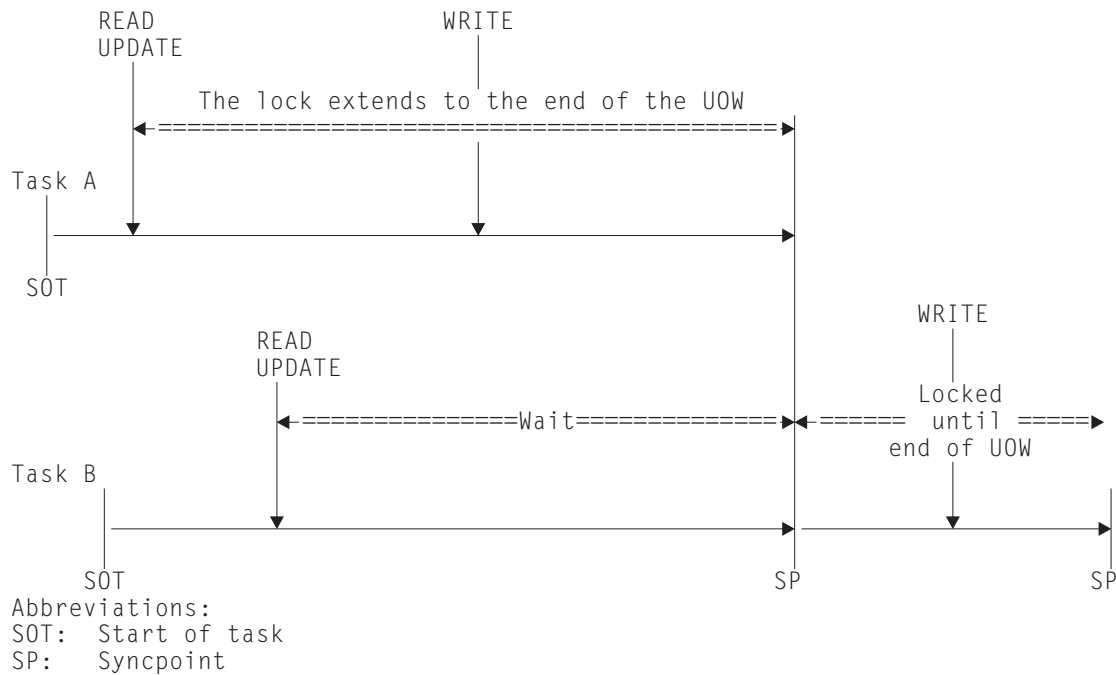 READ
UPDATE
WRITE
The lock extends to the end of the UOW
Task A
SOT
READ
UPDATE
WRITE
Wait
Locked
until
end of UOW
Task B
SOT
SP
SP
Abbreviations:
SOT: Start of task
SP: Syncpoint